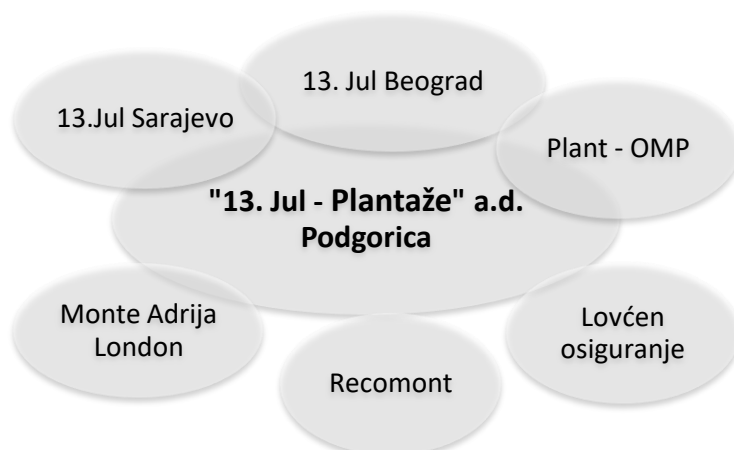 13. Jul Beograd
13.Jul Sarajevo
Plant - OMP
"13. Jul - Plantaže" a.d.
Podgorica
Monte Adrija
London
Lovćen
osiguranje
Recomont